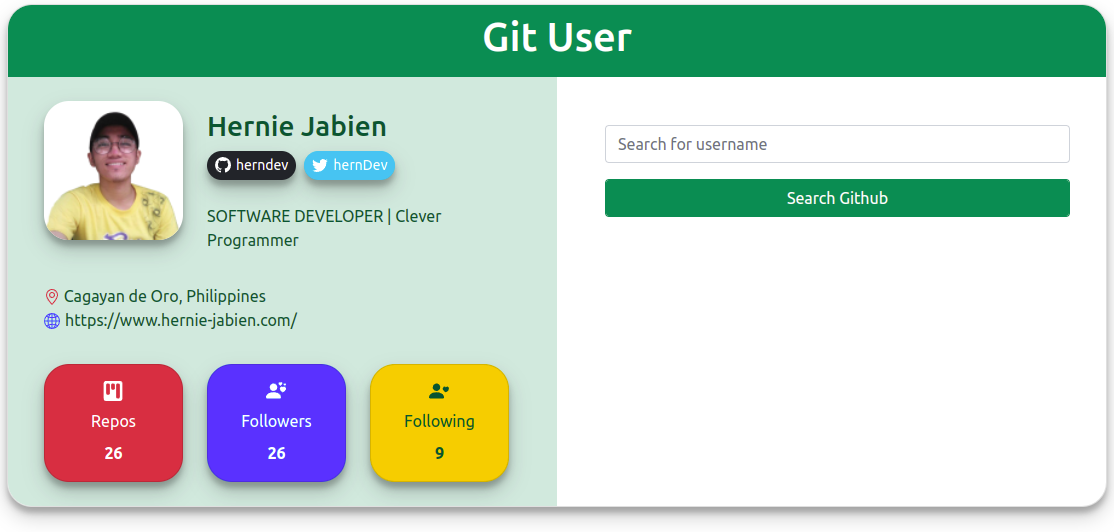 Git User
Hernie Jabien
herndev hernDev
SOFTWARE DEVELOPER | Clever
Programmer
Cagayan de Oro, Philippines
https://www.hernie-jabien.com/
Repos
26
Followers
26
Following
9
Search for username
Search Github